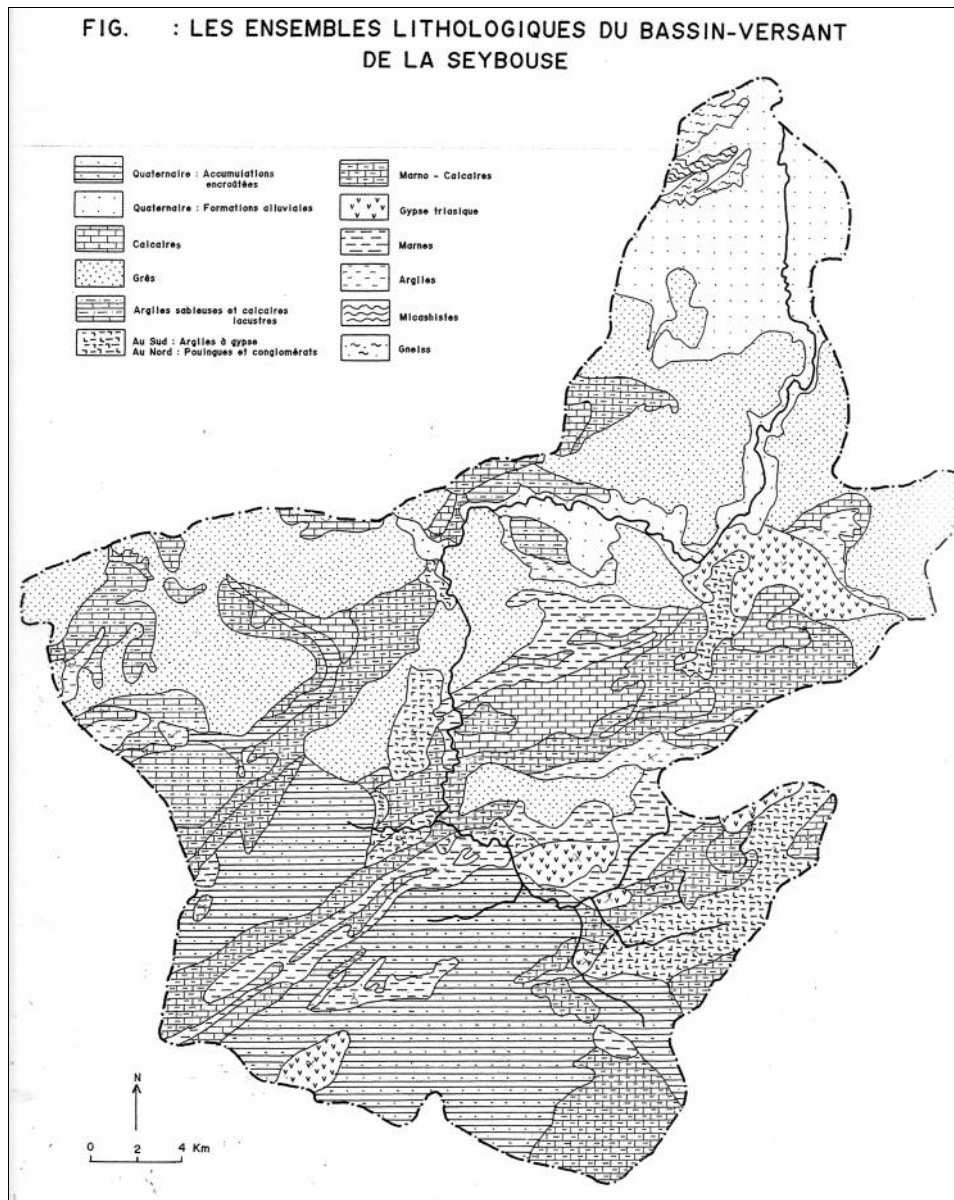 FIG. : LES ENSEMBLES LITHOLOGIQUES DU BASSIN-VERSANT
DE LA SEYBOUSE
Quaternaire : Accumulations
encroûtées
Quaternaire : Formations alluviales
Calcaires
Grès
Argiles sableuses et calcaires
lacustres
Au Sud : Argiles à gypse
Au Nord : Pouingues et conglomérats
Marno - Calcaires
Gypse triasique
Marnes
Argiles
Micashistes
Gneiss
N
0 2 4 Km